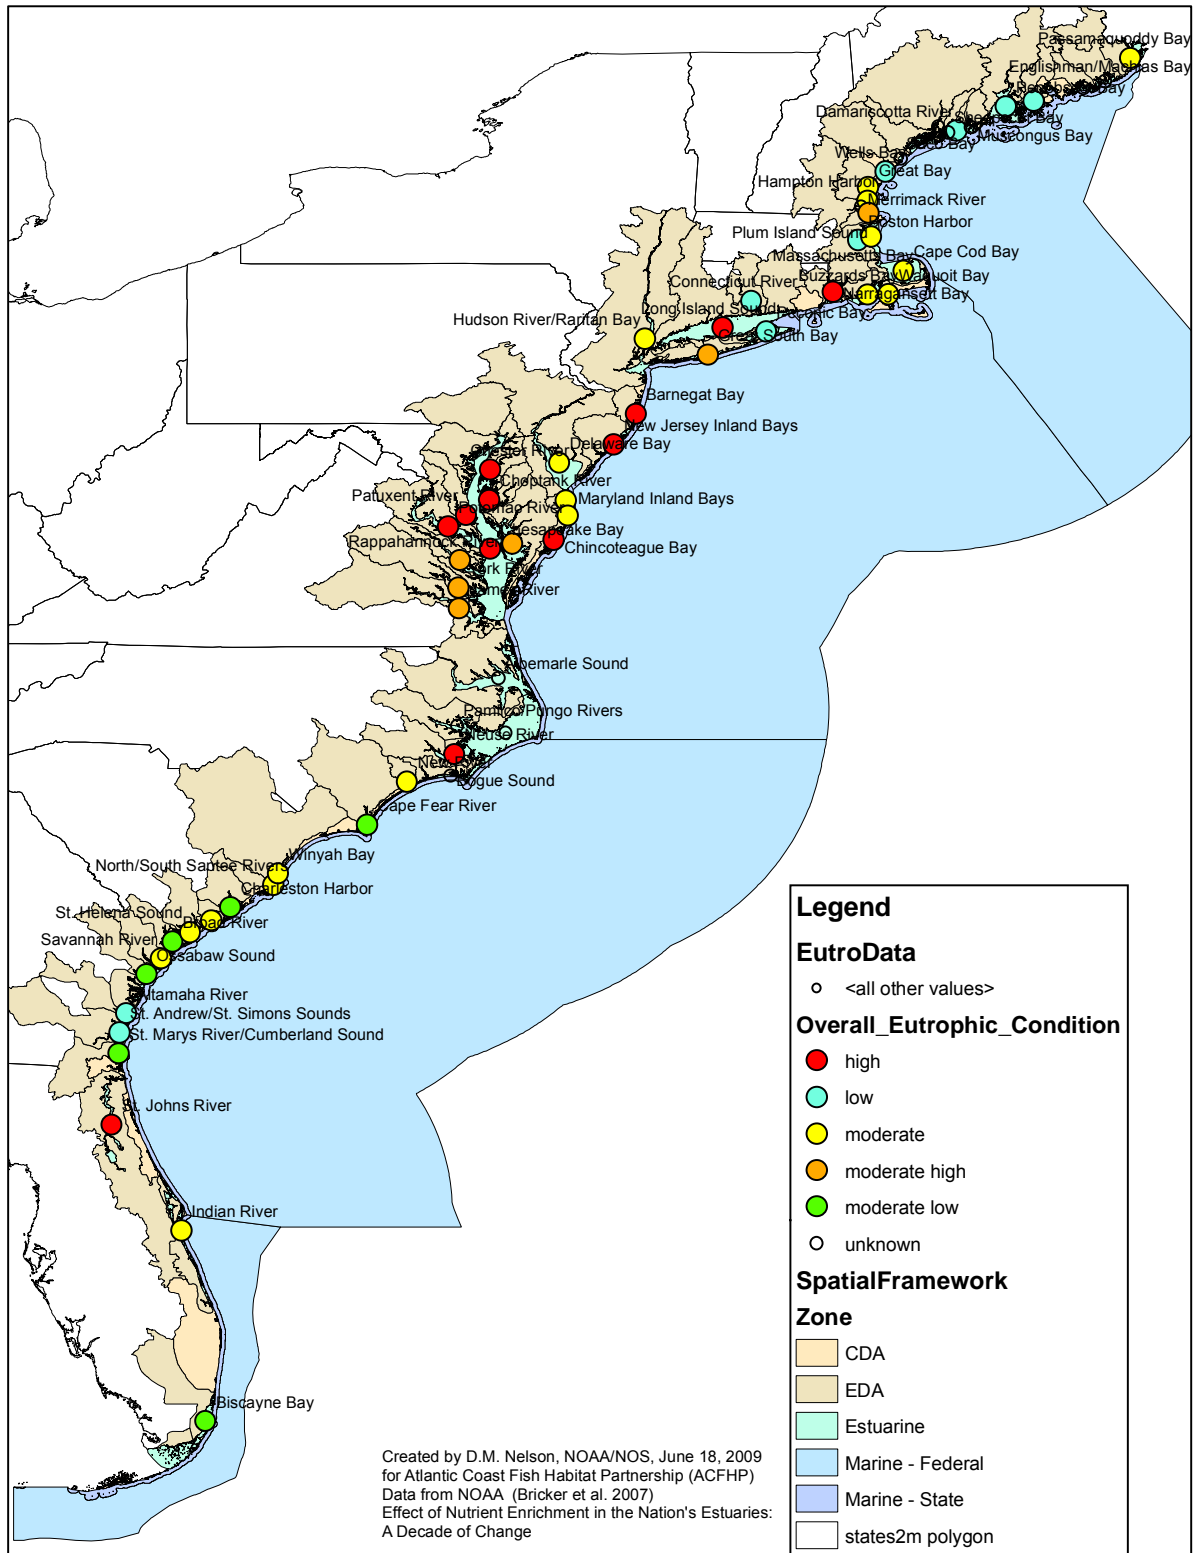 Passamaquoddy Bay
Englishman/Machias Bay
Penobscot Bay
Damariscotta River
Muscongus Bay
Wells Bay
Great Bay
Hampton Harbor
Merrimack River
Boston Harbor
Plum Island Sound
Massachusetts Bay
Cape Cod Bay
Buzzards Bay
Waquoit Bay
Connecticut River
Narragansett Bay
Long Island Sound
Hudson River/Raritan Bay
Great South Bay
Barnegat Bay
New Jersey Inland Bays
Delaware Bay
Chester River
Choptank River
Patuxent River
Maryland Inland Bays
Potomac River
Chesapeake Bay
Rappahannock River
Chincoteague Bay
York River
James River
Albemarle Sound
Pamlico/Pungo Rivers
Neuse River
New River
Bogue Sound
Cape Fear River
Winyah Bay
North/South Santee Rivers
Charleston Harbor
St. Helena Sound
Broad River
Savannah River
Ossabaw Sound
Altamaha River
St. Andrew/St. Simons Sounds
St. Marys River/Cumberland Sound
St. Johns River
Indian River
Biscayne Bay
Legend
EutroData
<all other values>
Overall_Eutrophic_Condition
high
low
moderate
moderate high
moderate low
unknown
SpatialFramework
Zone
CDA
EDA
Estuarine
Marine - Federal
Marine - State
states2m polygon
Created by D.M. Nelson, NOAA/NOS, June 18, 2009
for Atlantic Coast Fish Habitat Partnership (ACFHP)
Data from NOAA (Bricker et al. 2007)
Effect of Nutrient Enrichment in the Nation's Estuaries:
A Decade of Change